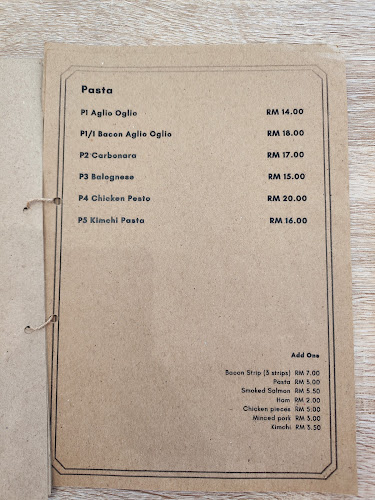 Pasta
P1 Aglio Oglio RM 14.00
P1/1 Bacon Aglio Oglio RM 18.00
P2 Carbonara RM 17.00
P3 Balognese RM 15.00
P4 Chicken Pesto RM 20.00
P5 Kimchi Pasta RM 16.00
Add One
Bacon Strip (3 strips) RM 7.00
Pasta RM 5.00
Smoked Salmon RM 5.50
Ham RM 2.00
Chicken pieces RM 5.00
Minced pork RM 3.00
Kimchi RM 3.50